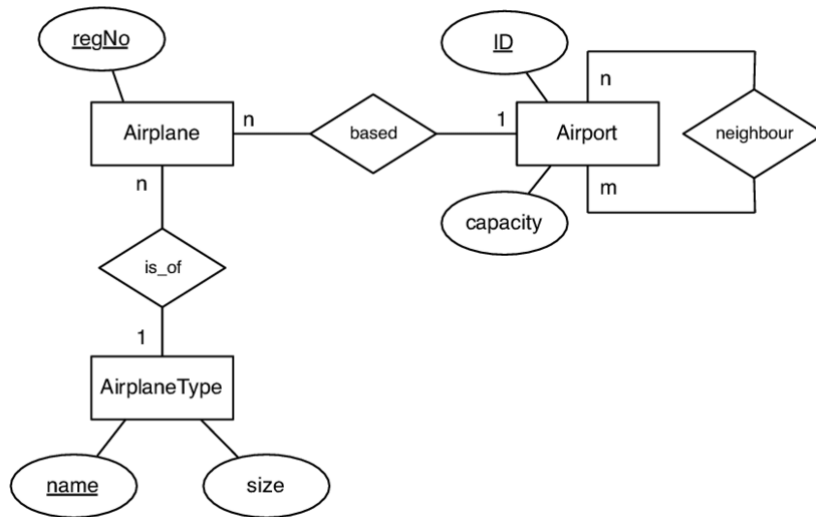 regNo
ID
n
Airplane
n
based
1
Airport
neighbour
n
m
capacity
is_of
1
AirplaneType
name
size